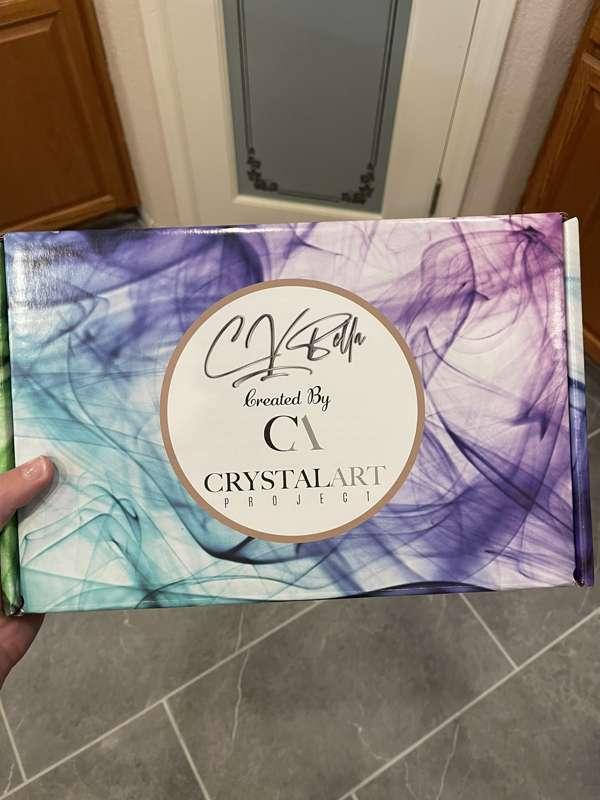 CV Bella
Created By
CA
CRYSTALART
PROJECT